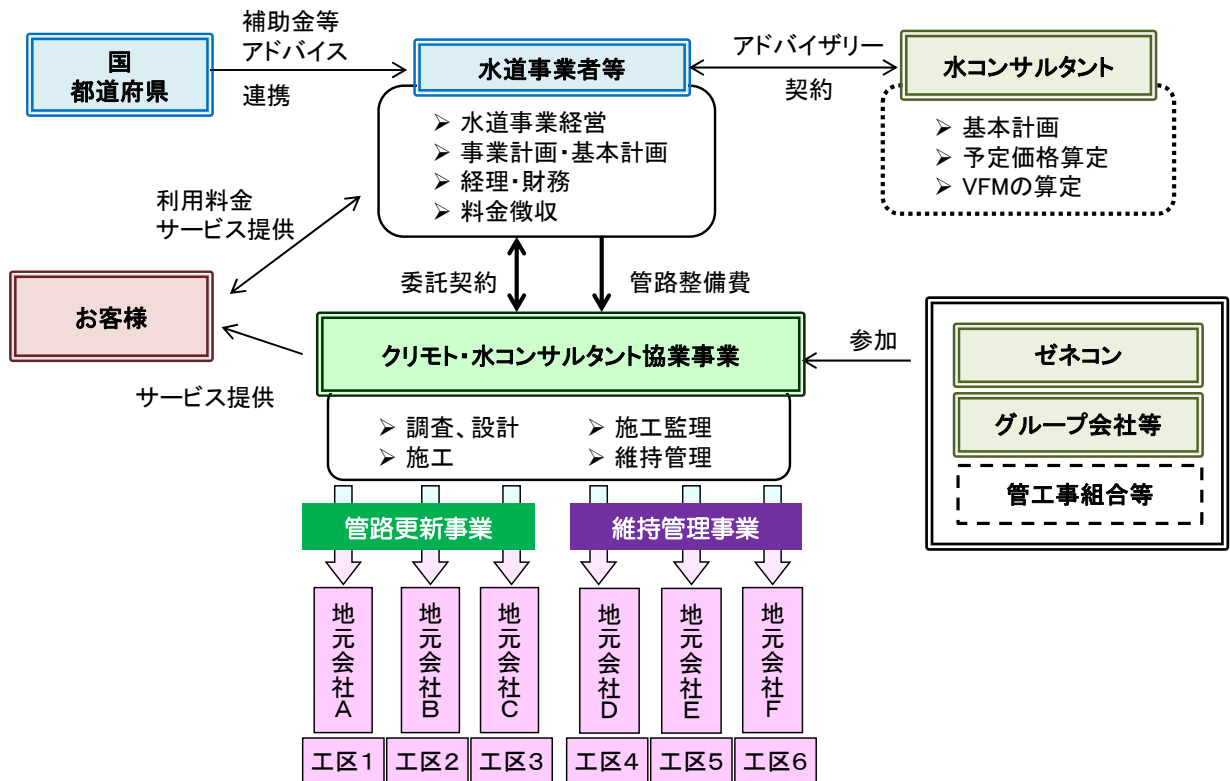 国
都道府県
補助金等
アドバイス
連携
水道事業者等
アドバイザリー
契約
水コンサルタント
➢ 水道事業経営
➢ 事業計画・基本計画
➢ 経理・財務
➢ 料金徴収
➢ 基本計画
➢ 予定価格算定
➢ VFMの算定
利用料金
サービス提供
お客様
委託契約
管路整備費
クリモト・水コンサルタント協業事業
サービス提供
参加
ゼネコン
グループ会社等
管工事組合等
➢ 調査、設計
➢ 施工
➢ 施工監理
➢ 維持管理
管路更新事業
維持管理事業
地元会社A
地元会社B
地元会社C
地元会社D
地元会社E
地元会社F
工区1
工区2
工区3
工区4
工区5
工区6